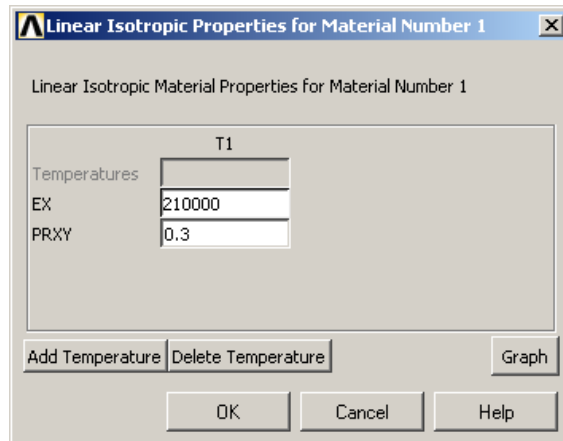 Linear Isotropic Properties for Material Number 1
Linear Isotropic Material Properties for Material Number 1
T1
Temperatures
EX 210000
PRXY 0.3
Add Temperature Delete Temperature Graph
OK Cancel Help